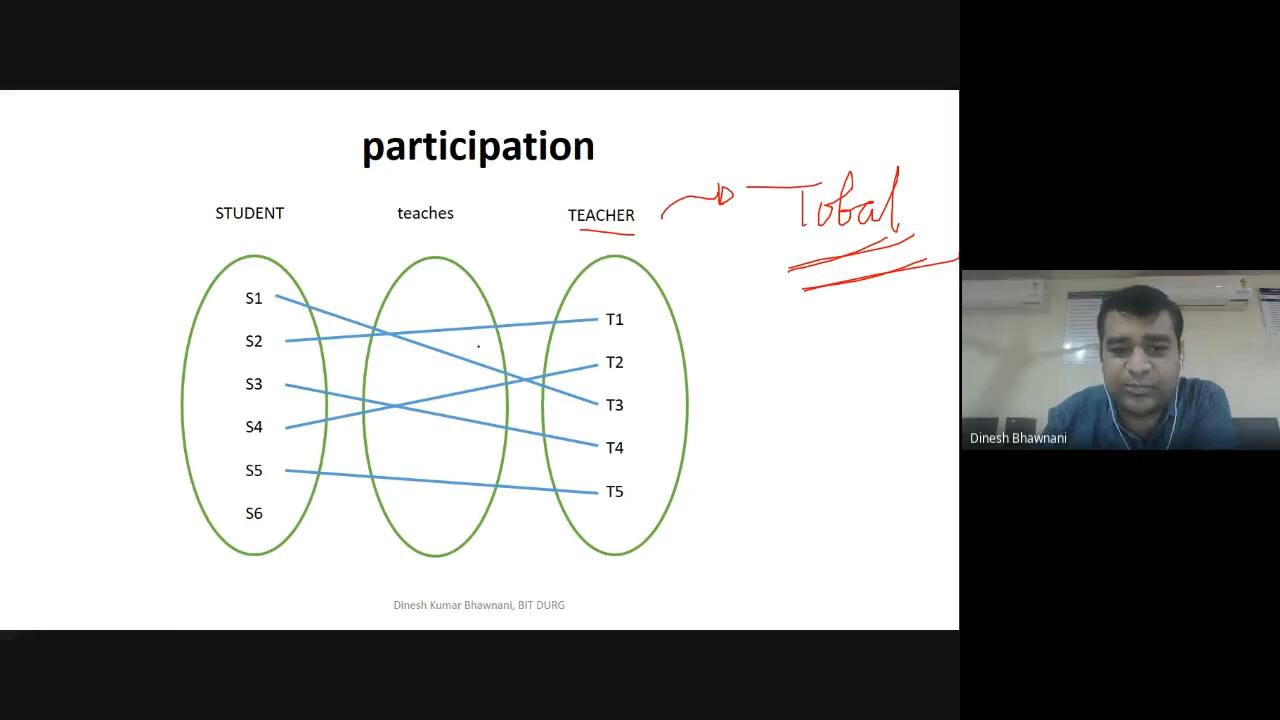 participation
STUDENT teaches TEACHER Total
S1
S2
S3
S4
S5
S6
T1
T2
T3
T4
T5
Dinesh Kumar Bhawnani, BIT DURG
Dinesh Bhawnani